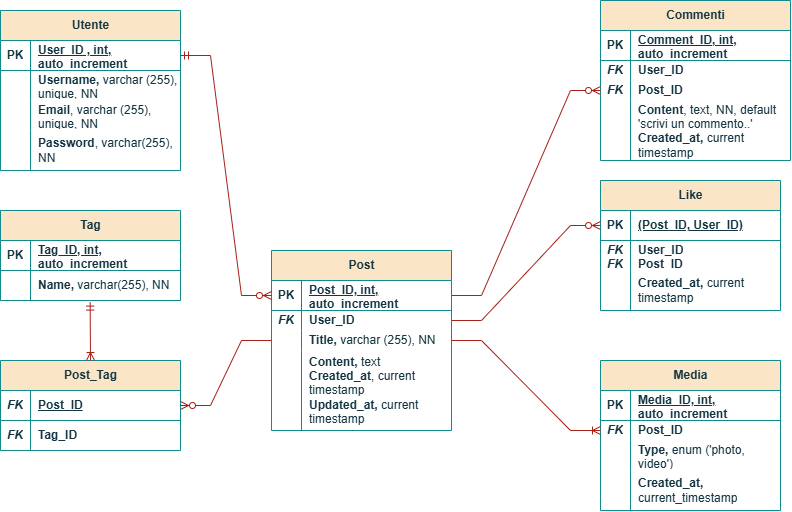 Utente
PK
User_ID , int,
auto_increment
Username, varchar (255),
unique, NN
Email, varchar (255),
unique, NN
Password, varchar(255),
NN
Tag
PK
Tag_ID, int,
auto_increment
Name, varchar(255), NN
Post_Tag
FK
Post_ID
FK
Tag_ID
Post
PK
Post_ID, int,
auto_increment
FK
User_ID
Title, varchar (255), NN
Content, text
Created_at, current
timestamp
Updated_at, current
timestamp
Commenti
PK
Comment_ID, int,
auto_increment
FK
User_ID
FK
Post_ID
Content, text, NN, default
'scrivi un commento..'
Created_at, current
timestamp
Like
PK
(Post_ID, User_ID)
FK
User_ID
FK
Post_ID
Created_at, current
timestamp
Media
PK
Media_ID, int,
auto_increment
FK
Post_ID
Type, enum ('photo,
video')
Created_at,
current_timestamp